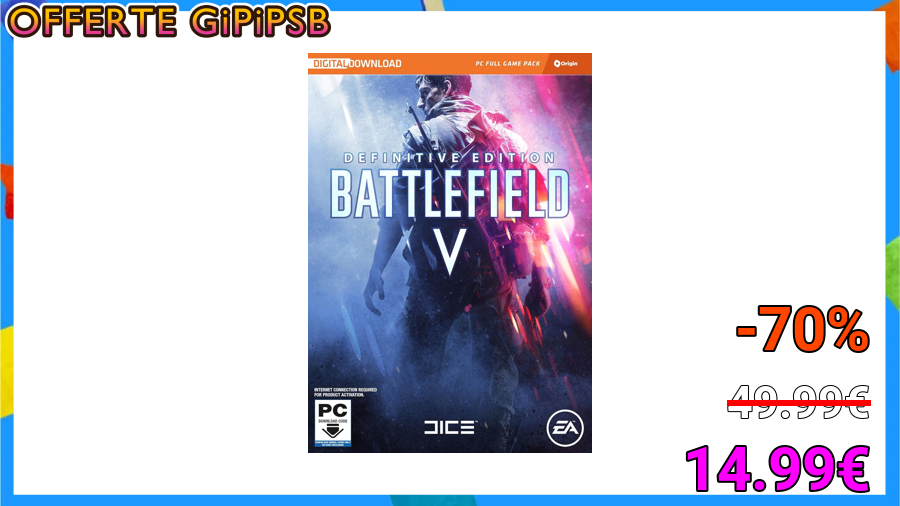 OFFERTE GiPiPSB
DIGITAL DOWNLOAD
PC FULL GAME PACK
Origin
DEFINITIVE EDITION
BATTLEFIELD
V
-70%
49.99€
14.99€
INTERNET CONNECTION REQUIRED
FOR PRODUCT ACTIVATION.
PC
DOWNLOAD CODE
DICE
EA